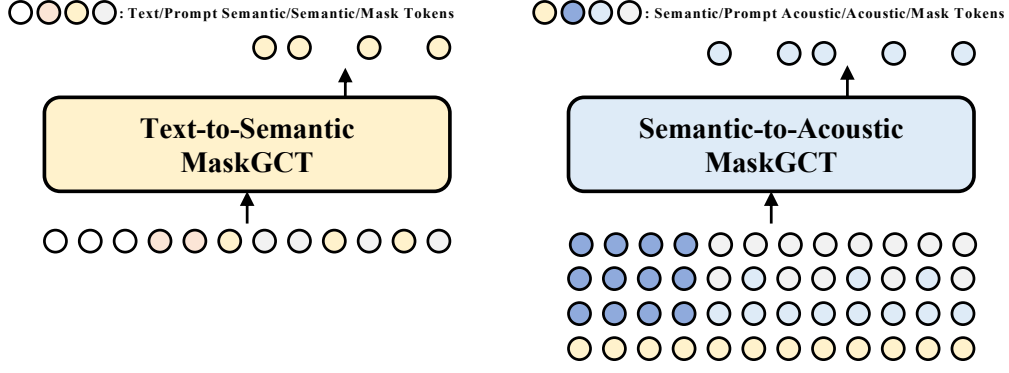 : Text/Prompt Semantic/Semantic/Mask Tokens
Text-to-Semantic
MaskGCT
: Semantic/Prompt Acoustic/Acoustic/Mask Tokens
Semantic-to-Acoustic
MaskGCT